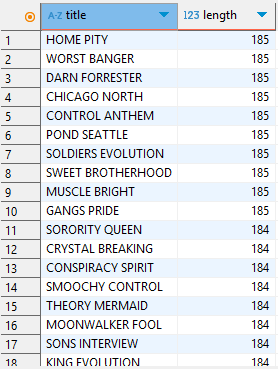 A-Z title 123 length
1 HOME PITY 185
2 WORST BANGER 185
3 DARN FORRESTER 185
4 CHICAGO NORTH 185
5 CONTROL ANTHEM 185
6 POND SEATTLE 185
7 SOLDIERS EVOLUTION 185
8 SWEET BROTHERHOOD 185
9 MUSCLE BRIGHT 185
10 GANGS PRIDE 185
11 SORORITY QUEEN 184
12 CRYSTAL BREAKING 184
13 CONSPIRACY SPIRIT 184
14 SMOOCHY CONTROL 184
15 THEORY MERMAID 184
16 MOONWALKER FOOL 184
17 SONS INTERVIEW 184
18 KING EVOLUTION 184